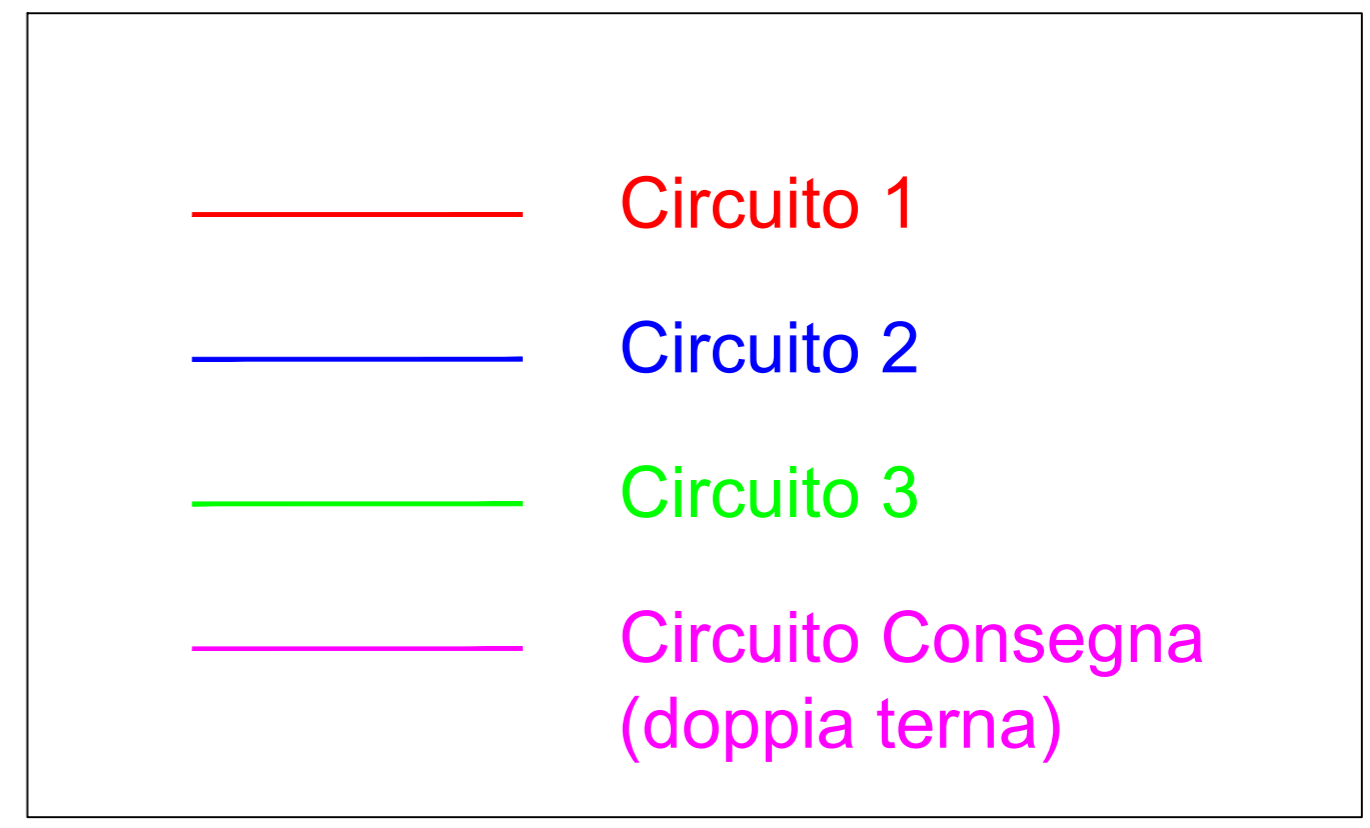 Circuito 1
Circuito 2
Circuito 3
Circuito Consegna
(doppia terna)